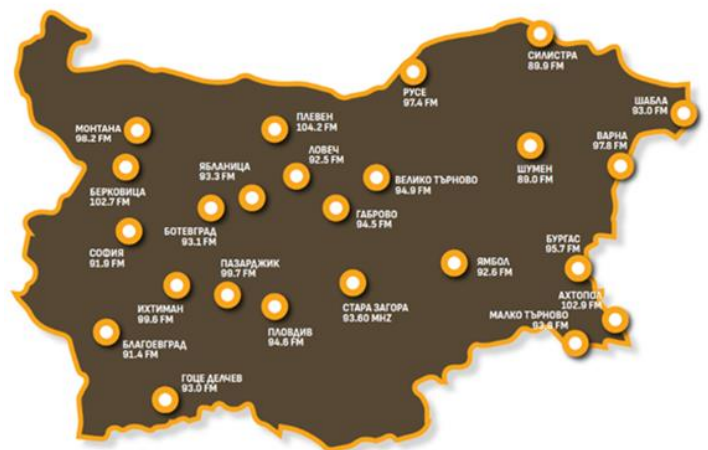 СИЛИСТРА
89.9 FM
РУСЕ
97.4 FM
ШАБЛА
93.0 FM
МОНТАНА
98.2 FM
ПЛЕВЕН
104.2 FM
ЛОВЕЧ
92.5 FM
ВАРНА
97.8 FM
ШУМЕН
89.0 FM
ЯБЛАНИЦА
93.3 FM
БЕРКОВИЦА
102.7 FM
ВЕЛИКО ТЪРНОВО
94.9 FM
ГАБРОВО
94.5 FM
БОТЕВГРАД
93.1 FM
СОФИЯ
91.9 FM
БУРГАС
95.7 FM
ПАЗАРДЖИК
99.7 FM
ЯМБОЛ
92.6 FM
АХТОПОЛ
102.9 FM
ИХТИМАН
99.6 FM
СТАРА ЗАГОРА
93.60 MHZ
ПЛОВДИВ
94.6 FM
МАЛКО ТЪРНОВО
FM
БЛАГОЕВГРАД
91.4 FM
ГОЦЕ ДЕЛЧЕВ
93.0 FM